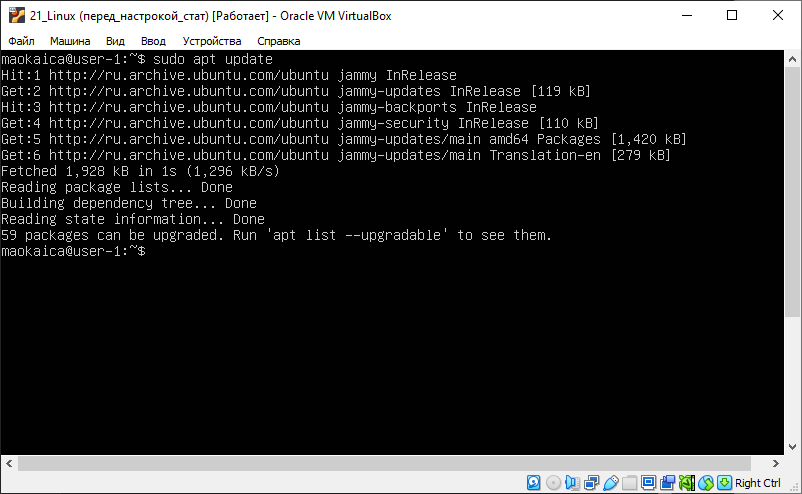 21_Linux (перед_настрокой_стат) [Работает] - Oracle VM VirtualBox
Файл Машина Вид Ввод Устройства Справка
maokaica@user-1:~$ sudo apt update
Hit:1 http://ru.archive.ubuntu.com/ubuntu jammy InRelease
Get:2 http://ru.archive.ubuntu.com/ubuntu jammy-updates InRelease [119 kB]
Hit:3 http://ru.archive.ubuntu.com/ubuntu jammy-backports InRelease
Get:4 http://ru.archive.ubuntu.com/ubuntu jammy-security InRelease [110 kB]
Get:5 http://ru.archive.ubuntu.com/ubuntu jammy-updates/main amd64 Packages [1,420 kB]
Get:6 http://ru.archive.ubuntu.com/ubuntu jammy-updates/main Translation-en [279 kB]
Fetched 1,928 kB in 1s (1,296 kB/s)
Reading package lists... Done
Building dependency tree... Done
Reading state information... Done
59 packages can be upgraded. Run 'apt list --upgradable' to see them.
maokaica@user-1:~$
Right Ctrl